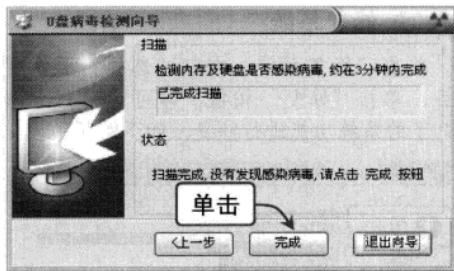 U盘病毒检测向导
扫描
检测内存及硬盘是否感染病毒,约在3分钟内完成
已完成扫描
状态
扫描完成,没有发现感染病毒,请点击 完成 按钮
单击
<上一步 完成 退出向导